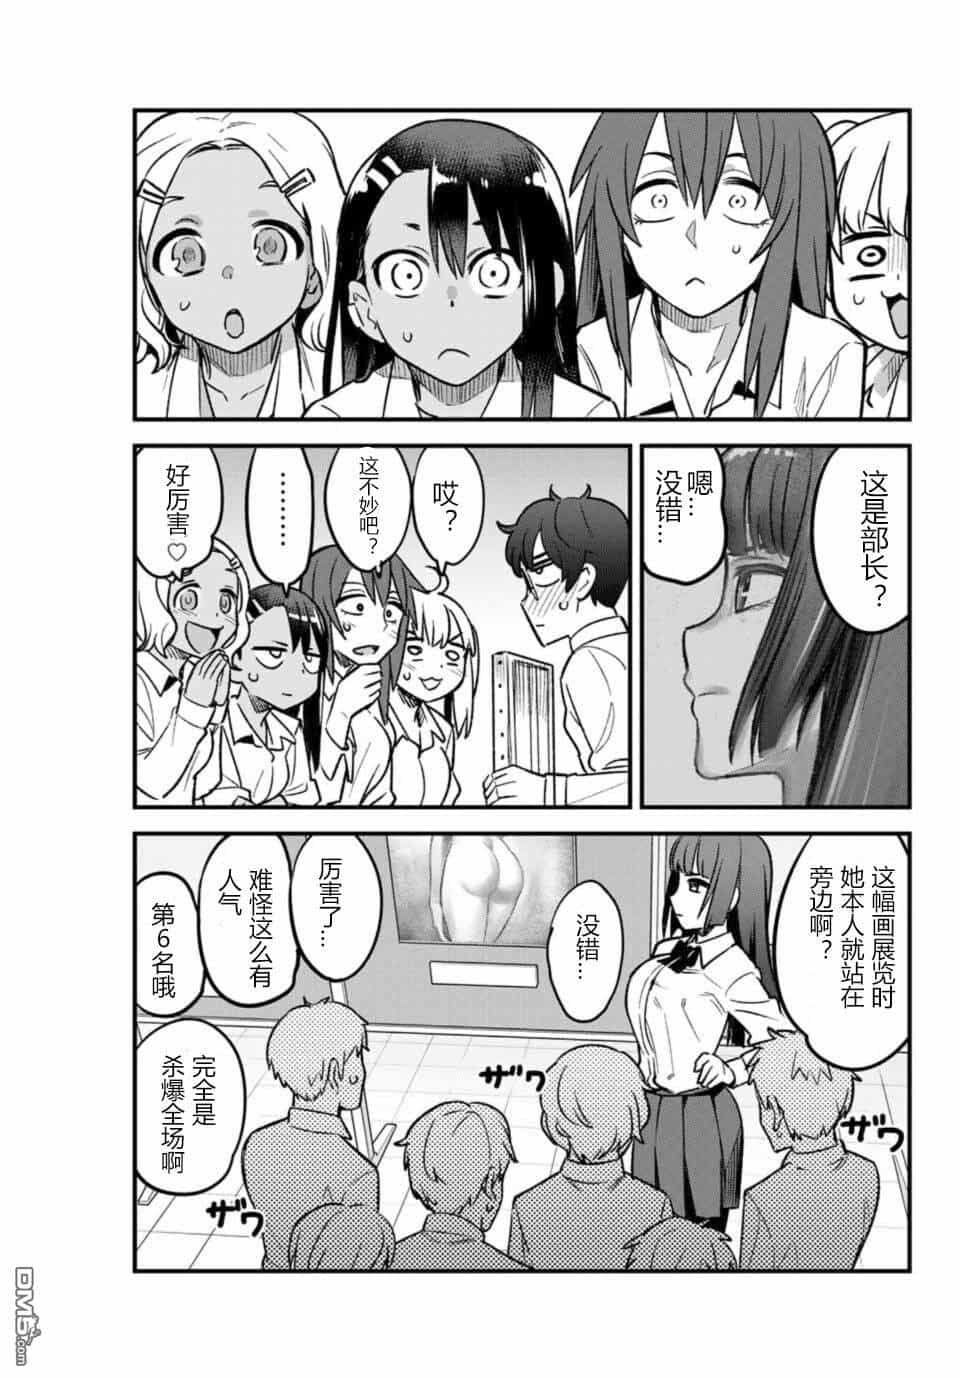 这是部长？
嗯…
没错…
哎？
这不妙吧？
………
好厉害♡
这幅画展览时
她本人就站在
旁边啊？
没错…
厉害了…
难怪这么有
人气
第6名哦
完全是
杀爆全场啊
ザワ
ザワ
ザワ
DM5.com